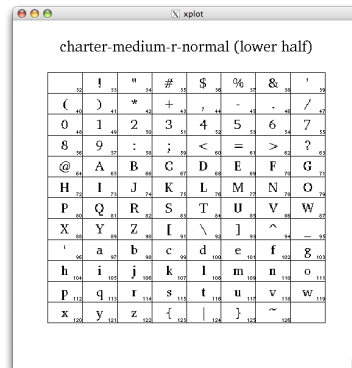 xplot
charter-medium-r-normal (lower half)
32 ! 33 " 34 # 35 $ 36 % 37 & 38 ' 39
( 40 ) 41 * 42 + 43 , 44 - 45 . 46 / 47
0 48 1 49 2 50 3 51 4 52 5 53 6 54 7 55
8 56 9 57 : 58 ; 59 < 60 = 61 > 62 ? 63
@ 64 A 65 B 66 C 67 D 68 E 69 F 70 G 71
H 72 I 73 J 74 K 75 L 76 M 77 N 78 O 79
P 80 Q 81 R 82 S 83 T 84 U 85 V 86 W 87
X 88 Y 89 Z 90 [ 91 \ 92 ] 93 ^ 94 _ 95
‘ 96 a 97 b 98 c 99 d 100 e 101 f 102 g 103
h 104 i 105 j 106 k 107 l 108 m 109 n 110 o 111
p 112 q 113 r 114 s 115 t 116 u 117 v 118 w 119
x 120 y 121 z 122 { 123 | 124 } 125 ~ 126